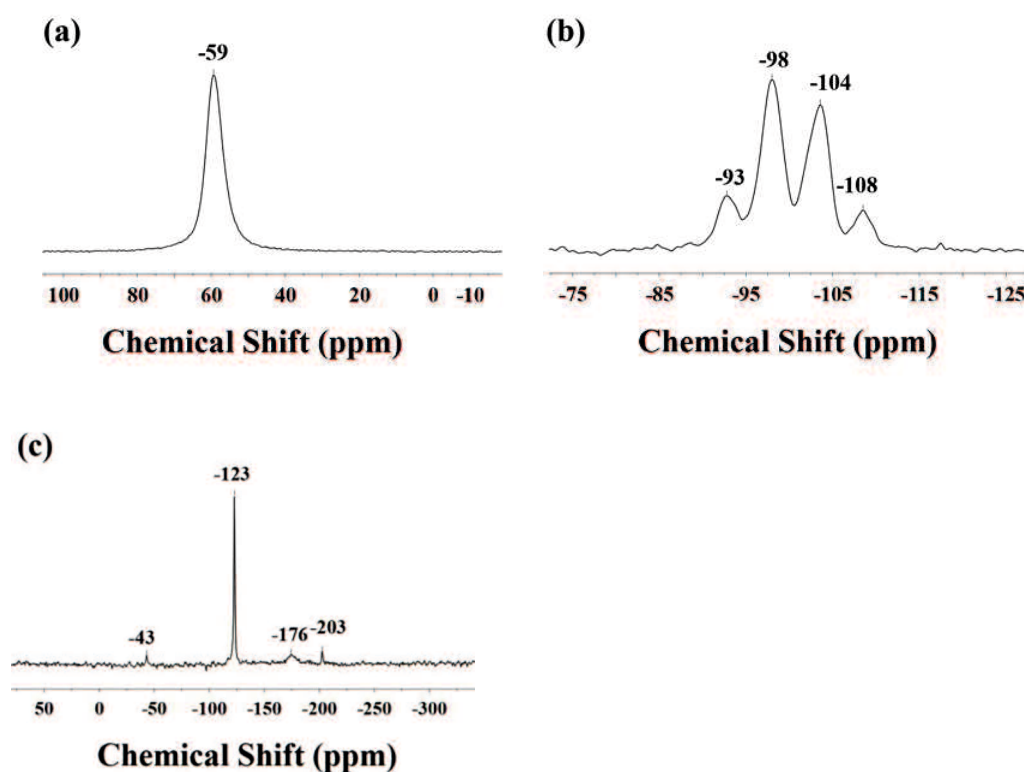 (a)
-59
100 80 60 40 20 0 -10
Chemical Shift (ppm)
(b)
-98
-104
-93
-108
-75 -85 -95 -105 -115 -125
Chemical Shift (ppm)
(c)
-123
-43
-176
-203
50 0 -50 -100 -150 -200 -250 -300
Chemical Shift (ppm)